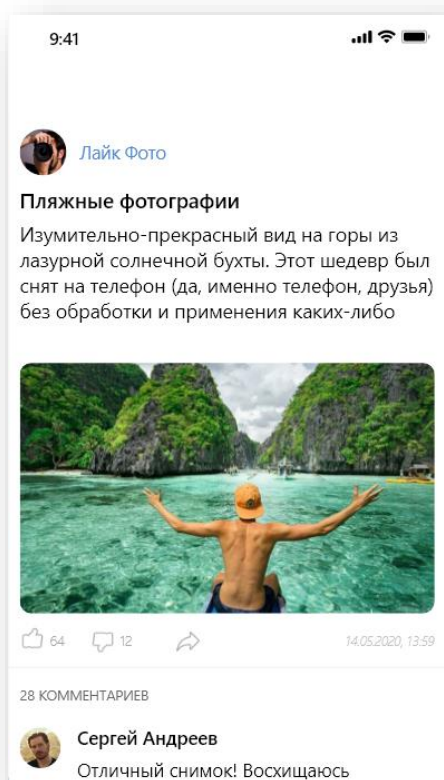 9:41
Лайк Фото
Пляжные фотографии
Изумительно-прекрасный вид на горы из
лазурной солнечной бухты. Этот шедевр был
снят на телефон (да, именно телефон, друзья)
без обработки и применения каких-либо
64 12 14.05.2020, 13:59
28 КОММЕНТАРИЕВ
Сергей Андреев
Отличный снимок! Восхищаюсь